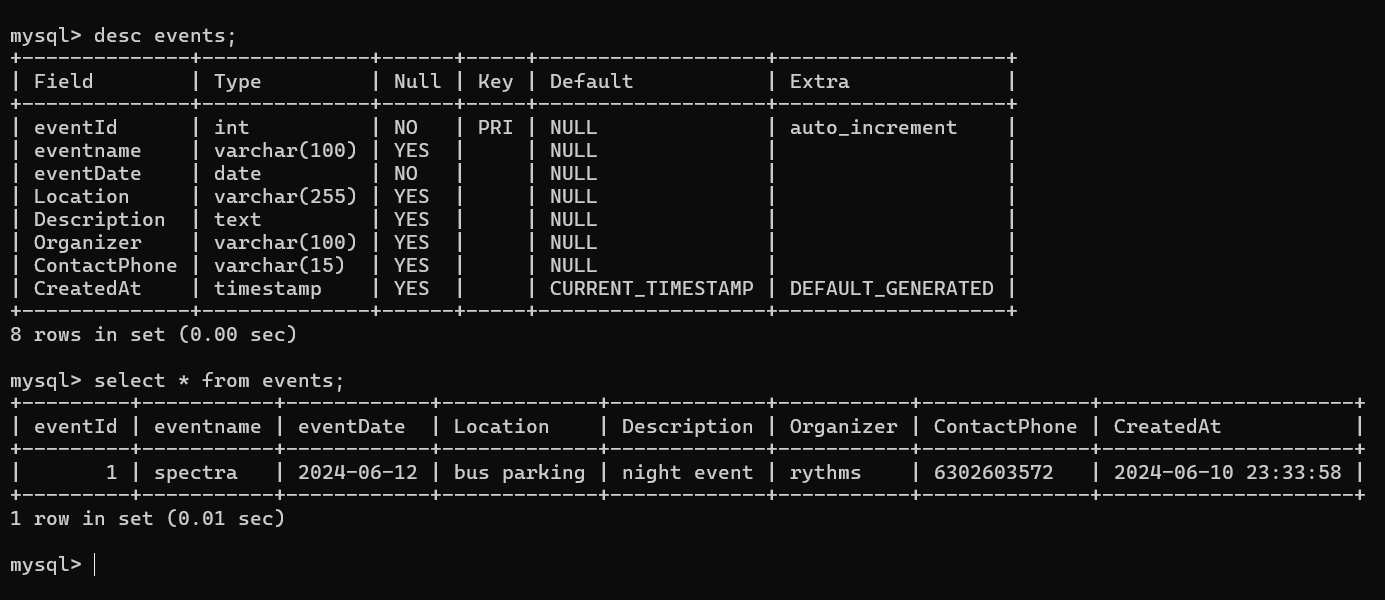 mysql> desc events;
+--------------+--------------+------+-----+-------------------+-------------------+
| Field        | Type         | Null | Key | Default           | Extra             |
+--------------+--------------+------+-----+-------------------+-------------------+
| eventId      | int          | NO   | PRI | NULL              | auto_increment    |
| eventname    | varchar(100) | YES  |     | NULL              |                   |
| eventDate    | date         | NO   |     | NULL              |                   |
| Location     | varchar(255) | YES  |     | NULL              |                   |
| Description  | text         | YES  |     | NULL              |                   |
| Organizer    | varchar(100) | YES  |     | NULL              |                   |
| ContactPhone | varchar(15)  | YES  |     | NULL              |                   |
| CreatedAt    | timestamp    | YES  |     | CURRENT_TIMESTAMP | DEFAULT_GENERATED |
+--------------+--------------+------+-----+-------------------+-------------------+
8 rows in set (0.00 sec)

mysql> select * from events;
+---------+-----------+------------+-------------+-------------+-----------+--------------+---------------------+
| eventId | eventname | eventDate  | Location    | Description | Organizer | ContactPhone | CreatedAt           |
+---------+-----------+------------+-------------+-------------+-----------+--------------+---------------------+
|       1 | spectra   | 2024-06-12 | bus parking | night event | rythms    | 6302603572   | 2024-06-10 23:33:58 |
+---------+-----------+------------+-------------+-------------+-----------+--------------+---------------------+
1 row in set (0.01 sec)

mysql>